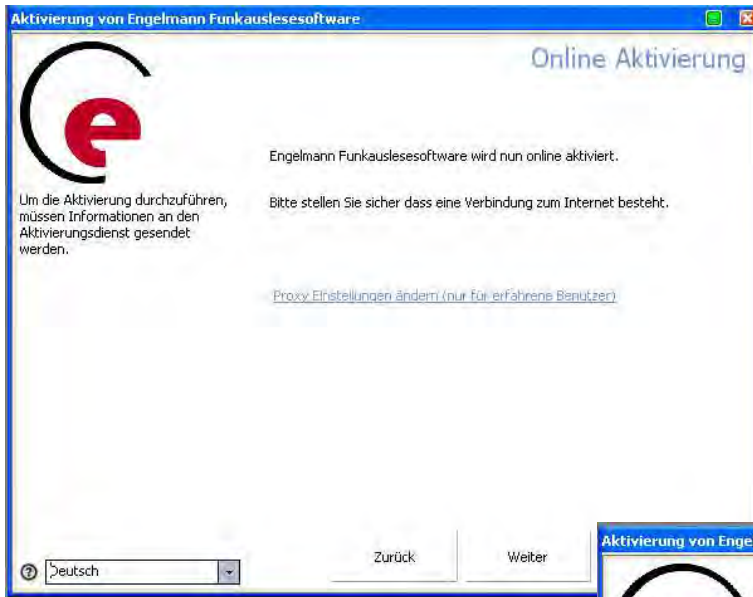 Aktivierung von Engelmann Funkauslesesoftware
Online Aktivierung
e
Um die Aktivierung durchzuführen,
müssen Informationen an den
Aktivierungsdienst gesendet
werden.
Engelmann Funkauslesesoftware wird nun online aktiviert.
Bitte stellen Sie sicher dass eine Verbindung zum Internet besteht.
Proxy Einstellungen ändern (nur für erfahrene Benutzer)
Deutsch
Zurück
Weiter
Aktivierung von Enge